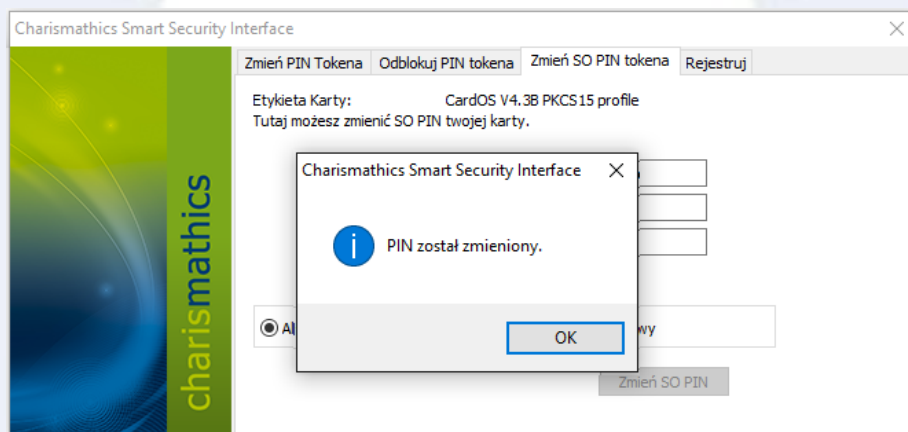 Charismathics Smart Security Interface
Zmień PIN Tokena Odblokuj PIN tokena Zmień SO PIN tokena Rejestruj
Etykieta Karty: CardOS V4.3B PKCS15 profile
Tutaj możesz zmienić SO PIN twojej karty.
Charismathics Smart Security Interface
PIN został zmieniony.
OK
Zmień SO PIN
charismathics